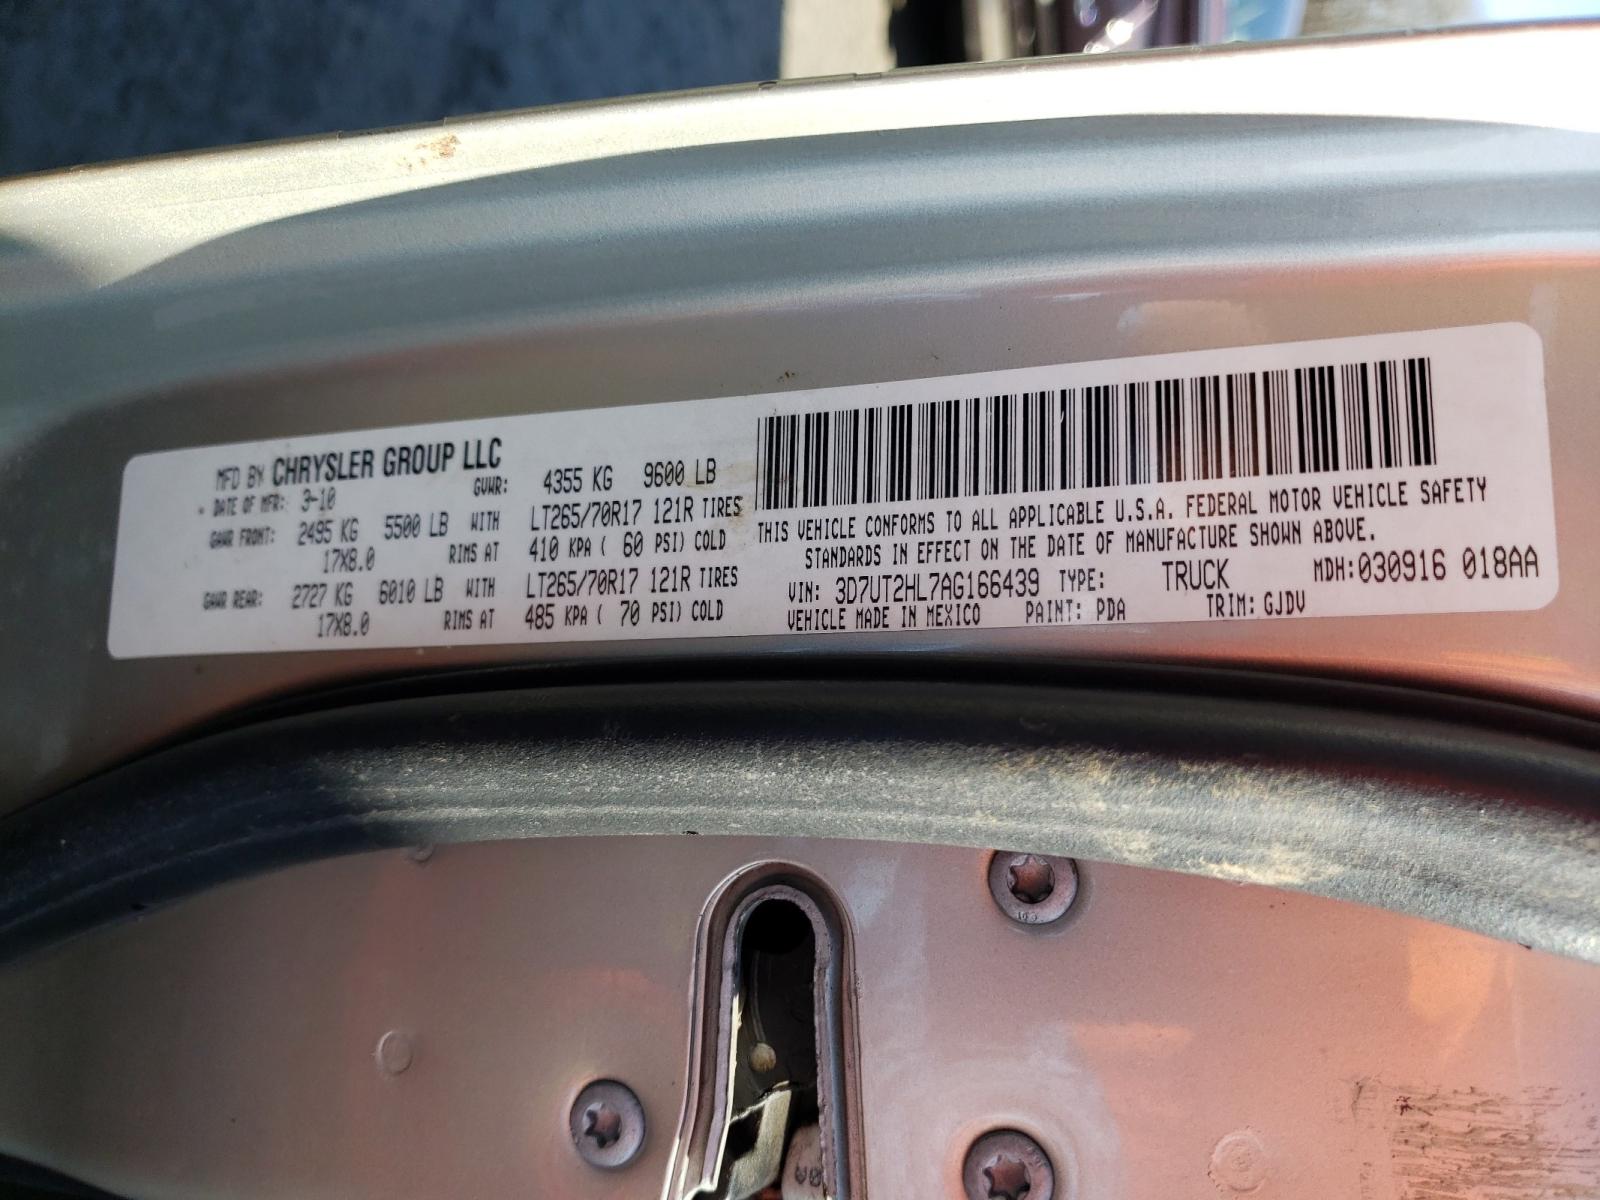 MFD BY CHRYSLER GROUP LLC
DATE OF MFR: 3-10 GVWR: 4355 KG 9600 LB
GAWR FRONT: 2495 KG 5500 LB WITH LT265/70R17 121R TIRES
17X8.0 RIMS AT 410 KPA ( 60 PSI) COLD
GAWR REAR: 2727 KG 6010 LB WITH LT265/70R17 121R TIRES
17X8.0 RIMS AT 485 KPA ( 70 PSI) COLD
THIS VEHICLE CONFORMS TO ALL APPLICABLE U.S.A. FEDERAL MOTOR VEHICLE SAFETY
STANDARDS IN EFFECT ON THE DATE OF MANUFACTURE SHOWN ABOVE.
VIN: 3D7UT2HL7AG166439 TYPE: TRUCK MDH:030916 018AA
VEHICLE MADE IN MEXICO PAINT: PDA TRIM: GJDV